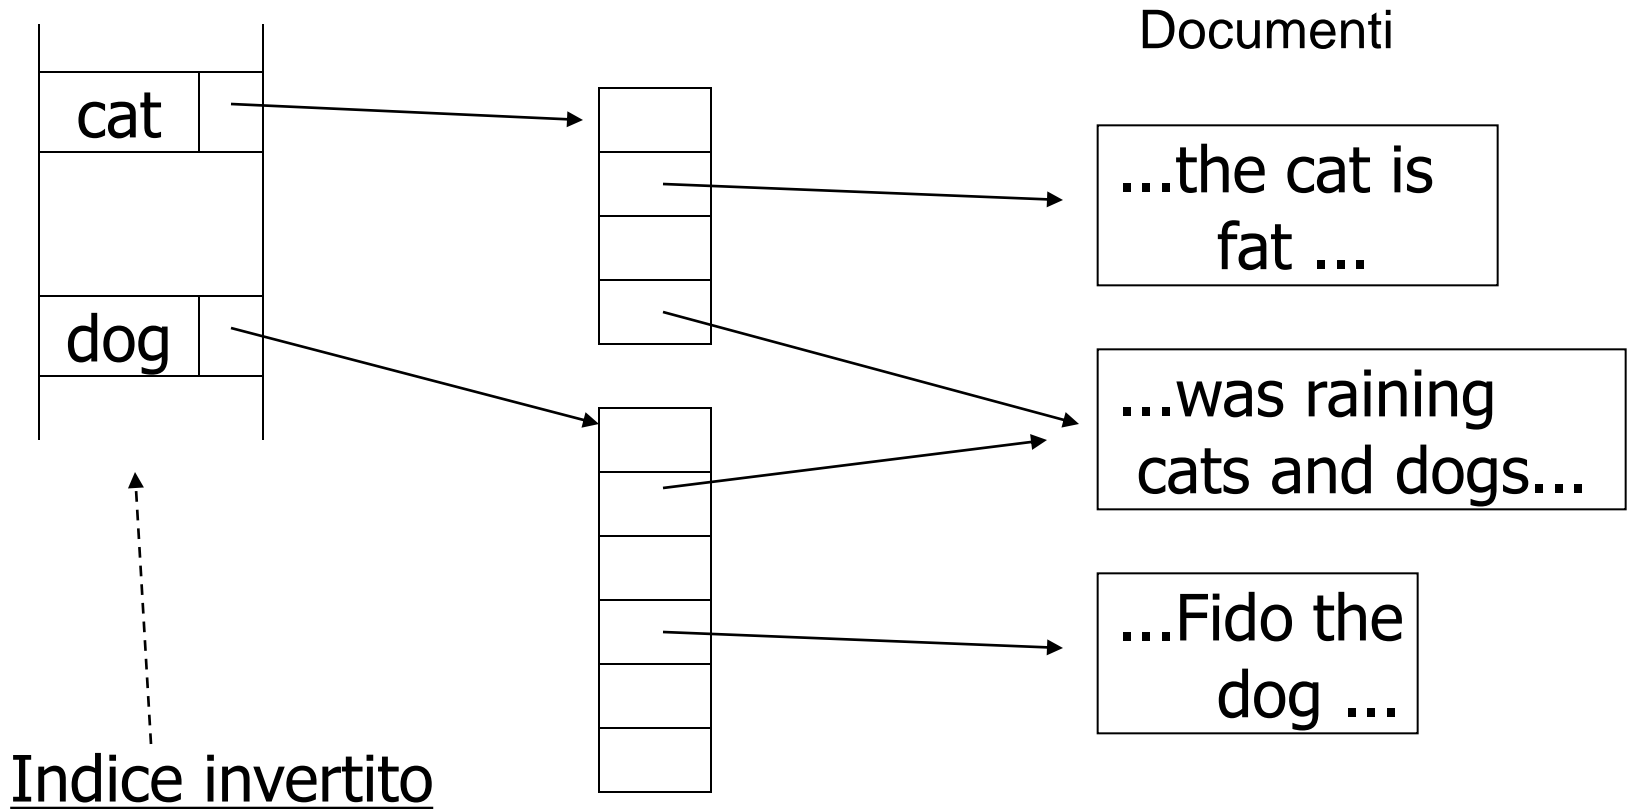 Documenti
cat
dog
...the cat is
fat ...
...was raining
cats and dogs...
...Fido the
dog ...
Indice invertito